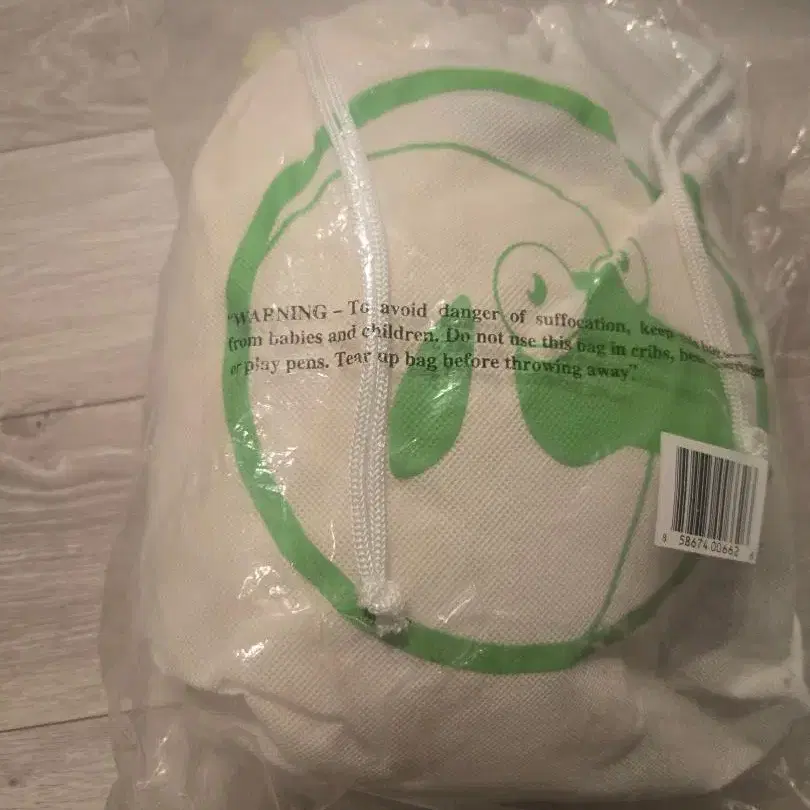 "WARNING – To avoid danger of suffocation, keep
from babies and children. Do not use this bag in cribs,
or play pens. Tear up bag before throwing away".
8 58674 00662